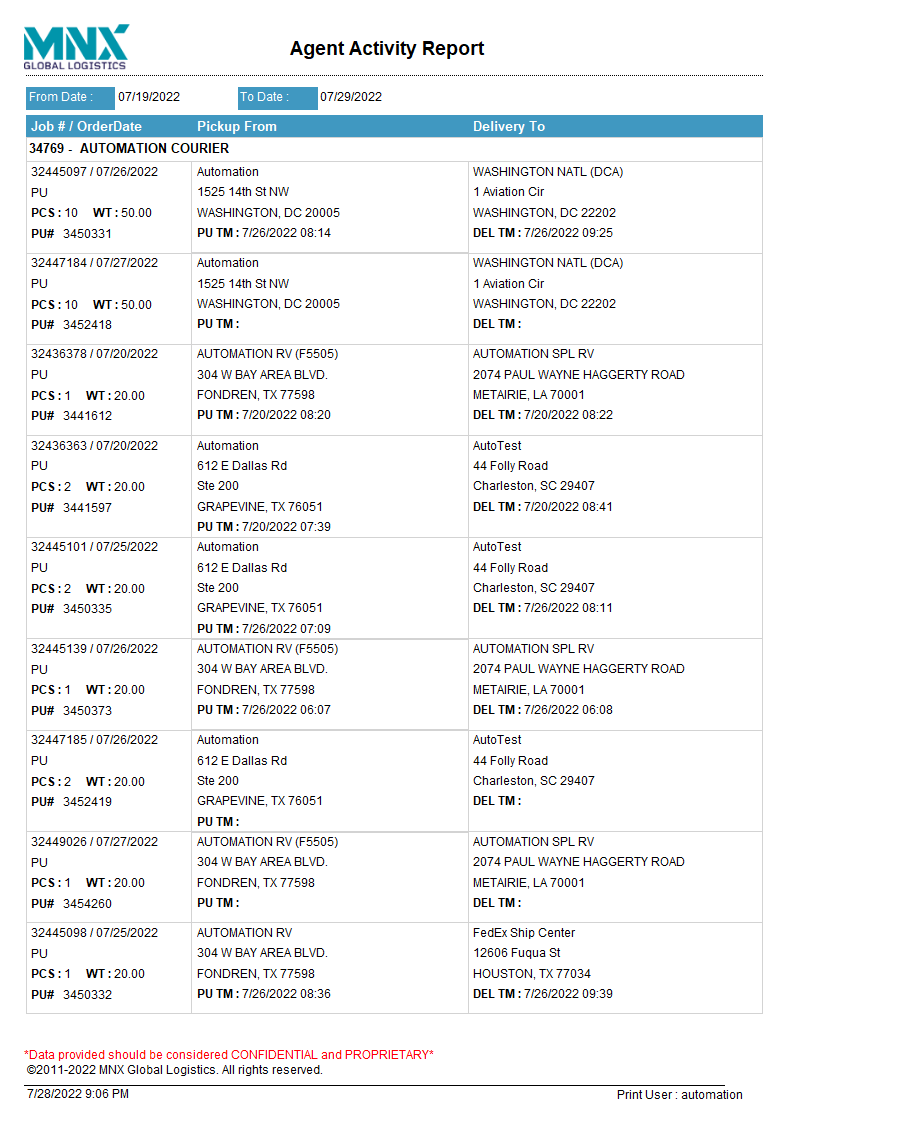 MNX
GLOBAL LOGISTICS
Agent Activity Report
From Date : 07/19/2022 To Date : 07/29/2022
Job # / OrderDate Pickup From Delivery To
34769 - AUTOMATION COURIER
32445097 / 07/26/2022 Automation WASHINGTON NATL (DCA)
PU 1525 14th St NW 1 Aviation Cir
PCS : 10 WT : 50.00 WASHINGTON, DC 20005 WASHINGTON, DC 22202
PU# 3450331 PU TM : 7/26/2022 08:14 DEL TM : 7/26/2022 09:25
32447184 / 07/27/2022 Automation WASHINGTON NATL (DCA)
PU 1525 14th St NW 1 Aviation Cir
PCS : 10 WT : 50.00 WASHINGTON, DC 20005 WASHINGTON, DC 22202
PU# 3452418 PU TM : DEL TM :
32436378 / 07/20/2022 AUTOMATION RV (F5505) AUTOMATION SPL RV
PU 304 W BAY AREA BLVD. 2074 PAUL WAYNE HAGGERTY ROAD
PCS : 1 WT : 20.00 FONDREN, TX 77598 METAIRIE, LA 70001
PU# 3441612 PU TM : 7/20/2022 08:20 DEL TM : 7/20/2022 08:22
32436363 / 07/20/2022 Automation AutoTest
PU 612 E Dallas Rd 44 Folly Road
PCS : 2 WT : 20.00 Ste 200 Charleston, SC 29407
PU# 3441597 GRAPEVINE, TX 76051 DEL TM : 7/20/2022 08:41
PU TM : 7/20/2022 07:39
32445101 / 07/25/2022 Automation AutoTest
PU 612 E Dallas Rd 44 Folly Road
PCS : 2 WT : 20.00 Ste 200 Charleston, SC 29407
PU# 3450335 GRAPEVINE, TX 76051 DEL TM : 7/26/2022 08:11
PU TM : 7/26/2022 07:09
32445139 / 07/26/2022 AUTOMATION RV (F5505) AUTOMATION SPL RV
PU 304 W BAY AREA BLVD. 2074 PAUL WAYNE HAGGERTY ROAD
PCS : 1 WT : 20.00 FONDREN, TX 77598 METAIRIE, LA 70001
PU# 3450373 PU TM : 7/26/2022 06:07 DEL TM : 7/26/2022 06:08
32447185 / 07/26/2022 Automation AutoTest
PU 612 E Dallas Rd 44 Folly Road
PCS : 2 WT : 20.00 Ste 200 Charleston, SC 29407
PU# 3452419 GRAPEVINE, TX 76051 DEL TM :
PU TM :
32449026 / 07/27/2022 AUTOMATION RV (F5505) AUTOMATION SPL RV
PU 304 W BAY AREA BLVD. 2074 PAUL WAYNE HAGGERTY ROAD
PCS : 1 WT : 20.00 FONDREN, TX 77598 METAIRIE, LA 70001
PU# 3454260 PU TM : DEL TM :
32445098 / 07/25/2022 AUTOMATION RV FedEx Ship Center
PU 304 W BAY AREA BLVD. 12606 Fuqua St
PCS : 1 WT : 20.00 FONDREN, TX 77598 HOUSTON, TX 77034
PU# 3450332 PU TM : 7/26/2022 08:36 DEL TM : 7/26/2022 09:39
*Data provided should be considered CONFIDENTIAL and PROPRIETARY*
©2011-2022 MNX Global Logistics. All rights reserved.
7/28/2022 9:06 PM Print User : automation